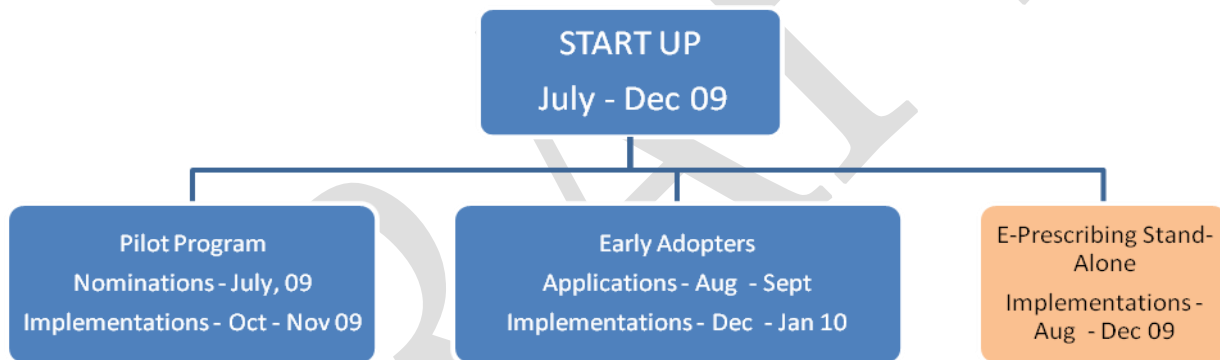 START UP
July - Dec 09
Pilot Program
Nominations - July, 09
Implementations - Oct - Nov 09
Early Adopters
Applications - Aug - Sept
Implementations - Dec - Jan 10
E-Prescribing Stand-
Alone
Implementations -
Aug - Dec 09